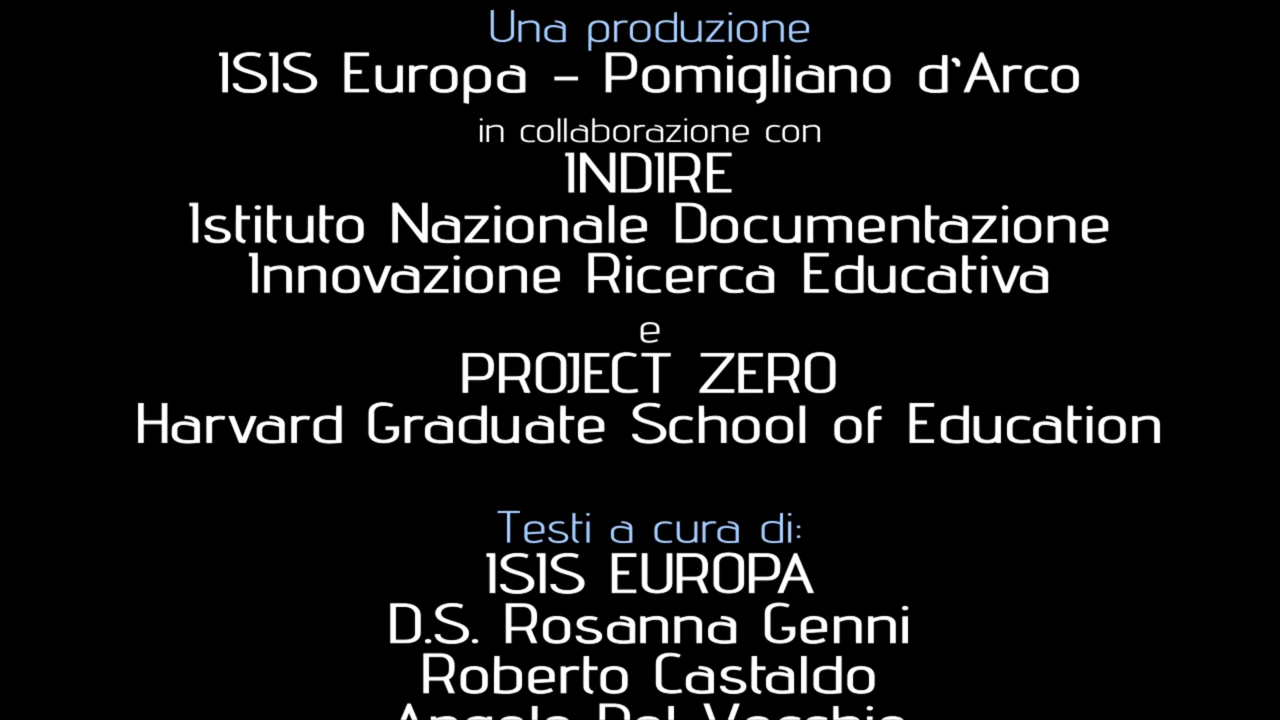 Una produzione
ISIS Europa - Pomigliano d'Arco
in collaborazione con
INDIRE
Istituto Nazionale Documentazione
Innovazione Ricerca Educativa
e
PROJECT ZERO
Harvard Graduate School of Education
Testi a cura di:
ISIS EUROPA
D.S. Rosanna Genni
Roberto Castaldo